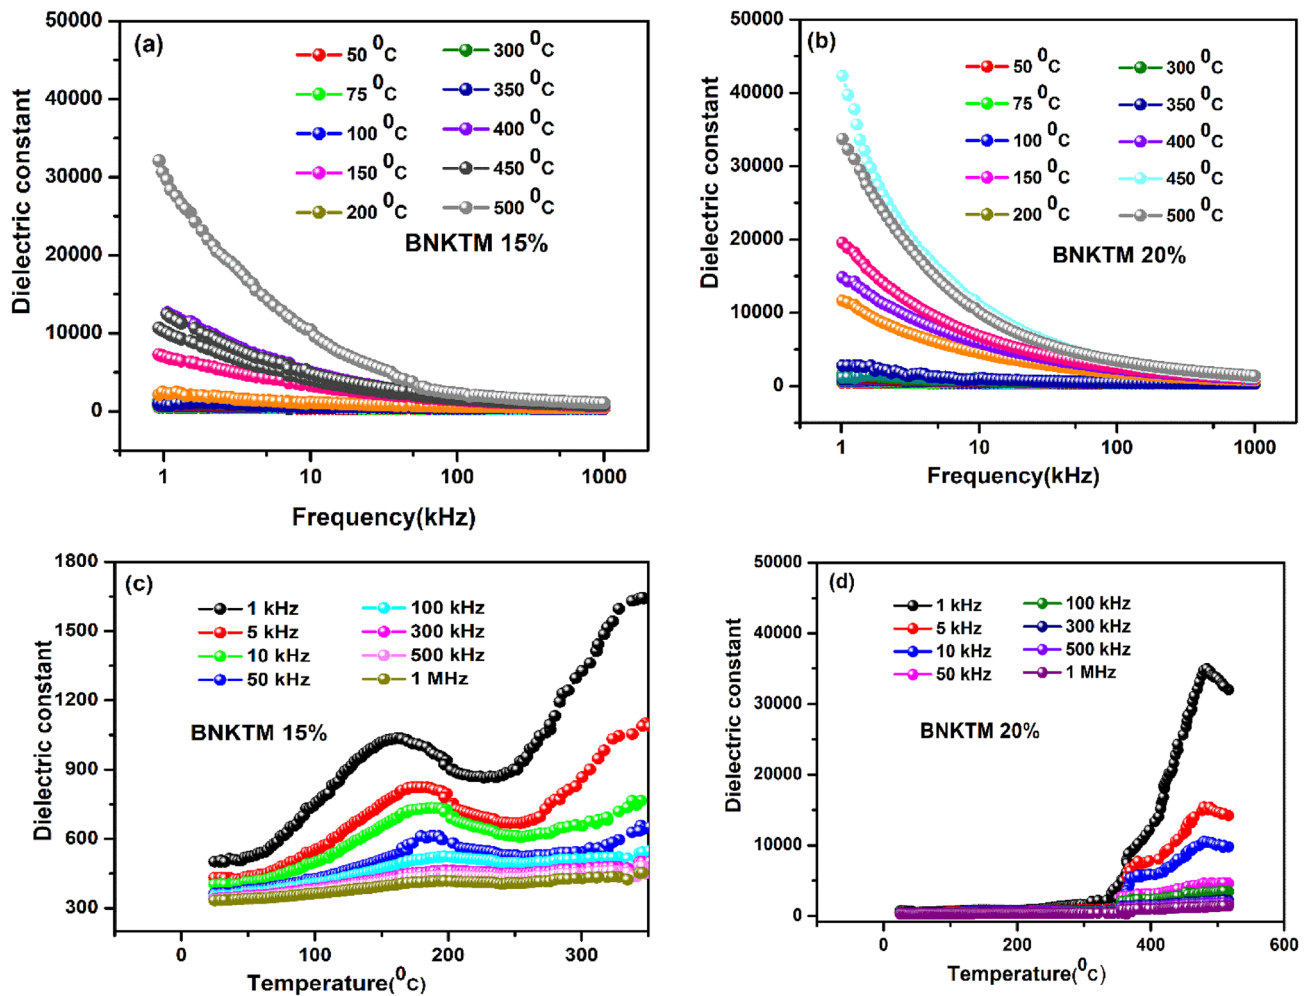 (a)
50000
40000
30000
20000
10000
0
Dielectric constant
50 ⁰C
75 ⁰C
100 ⁰C
150 ⁰C
200 ⁰C
300 ⁰C
350 ⁰C
400 ⁰C
450 ⁰C
500 ⁰C
BNKTM 15%
1 10 100 1000
Frequency(kHz)
(b)
50000
40000
30000
20000
10000
0
Dielectric constant
50 ⁰C
75 ⁰C
100 ⁰C
150 ⁰C
200 ⁰C
300 ⁰C
350 ⁰C
400 ⁰C
450 ⁰C
500 ⁰C
BNKTM 20%
1 10 100 1000
Frequency(kHz)
(c)
1800
1500
1200
900
600
300
Dielectric constant
1 kHz
5 kHz
10 kHz
50 kHz
100 kHz
300 kHz
500 kHz
1 MHz
BNKTM 15%
0 100 200 300
Temperature(⁰C)
(d)
50000
40000
30000
20000
10000
0
Dielectric constant
1 kHz
5 kHz
10 kHz
50 kHz
100 kHz
300 kHz
500 kHz
1 MHz
BNKTM 20%
0 200 400 600
Temperature(⁰C)